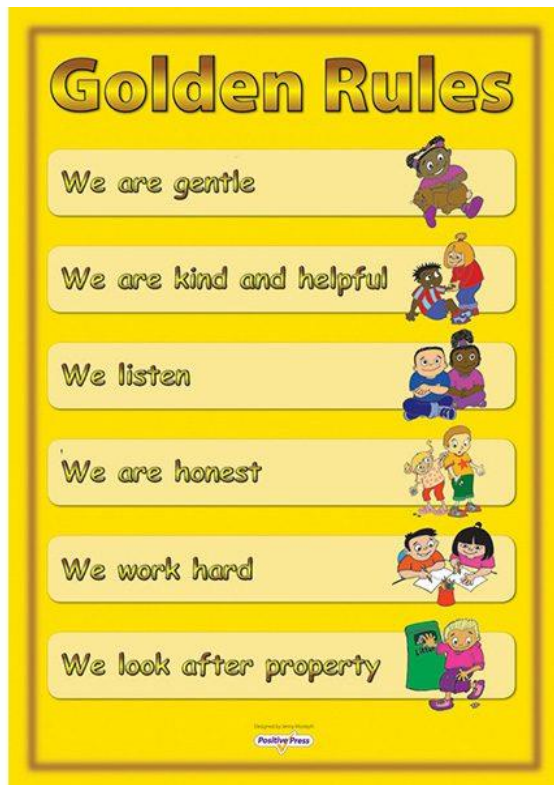 Golden Rules
We are gentle
We are kind and helpful
We listen
We are honest
We work hard
Litter
We look after property
Positive Press